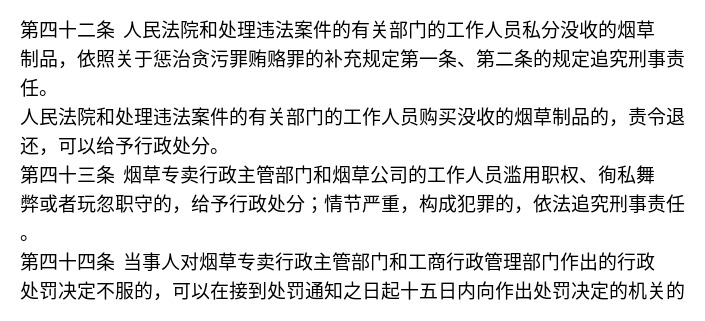 第四十二条 人民法院和处理违法案件的有关部门的工作人员私分没收的烟草
制品，依照关于惩治贪污罪贿赂罪的补充规定第一条、第二条的规定追究刑事责
任。
人民法院和处理违法案件的有关部门的工作人员购买没收的烟草制品的，责令退
还，可以给予行政处分。
第四十三条 烟草专卖行政主管部门和烟草公司的工作人员滥用职权、徇私舞
弊或者玩忽职守的，给予行政处分；情节严重，构成犯罪的，依法追究刑事责任
。
第四十四条 当事人对烟草专卖行政主管部门和工商行政管理部门作出的行政
处罚决定不服的，可以在接到处罚通知之日起十五日内向作出处罚决定的机关的